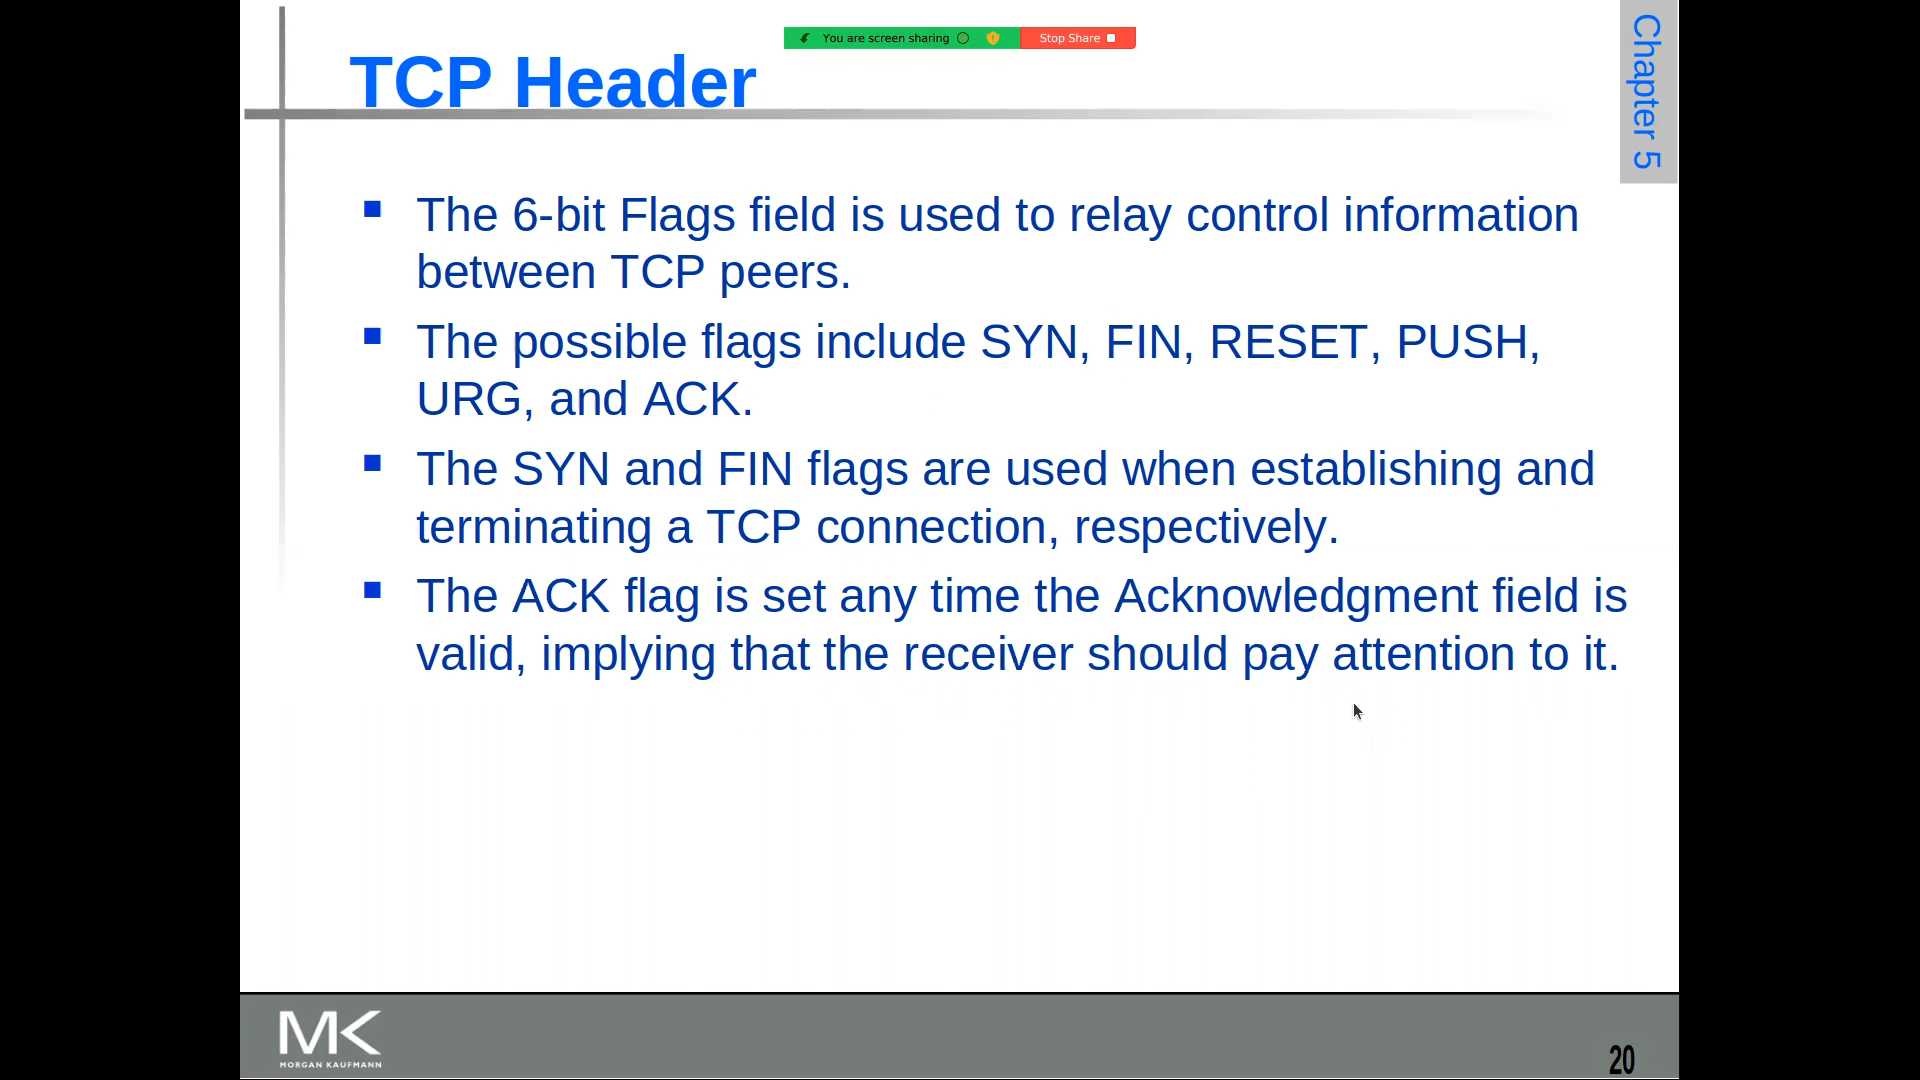 You are screen sharing
Stop Share
Chapter 5
TCP Header
The 6-bit Flags field is used to relay control information
between TCP peers.
The possible flags include SYN, FIN, RESET, PUSH,
URG, and ACK.
The SYN and FIN flags are used when establishing and
terminating a TCP connection, respectively.
The ACK flag is set any time the Acknowledgment field is
valid, implying that the receiver should pay attention to it.
MK
MORGAN KAUFMANN
20